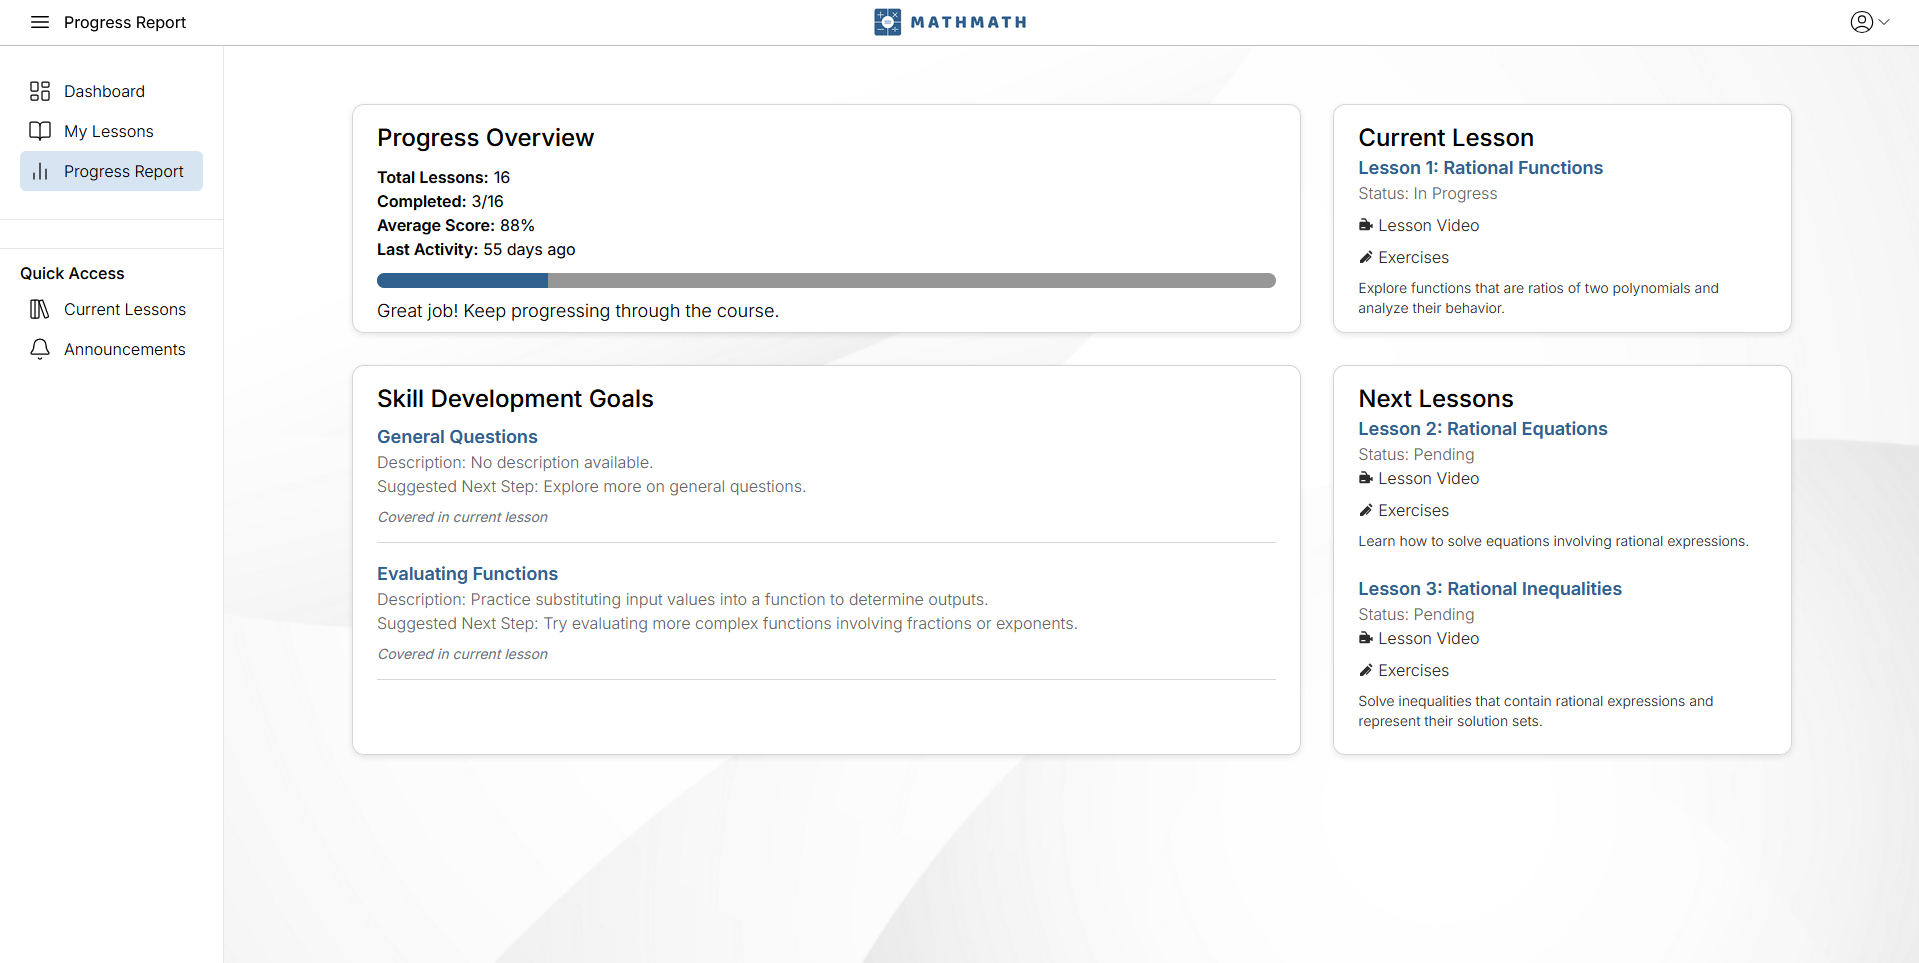 Progress Report
MATHMATH
Dashboard
My Lessons
Progress Report
Quick Access
Current Lessons
Announcements
Progress Overview
Total Lessons: 16
Completed: 3/16
Average Score: 88%
Last Activity: 55 days ago
Great job! Keep progressing through the course.
Current Lesson
Lesson 1: Rational Functions
Status: In Progress
Lesson Video
Exercises
Explore functions that are ratios of two polynomials and
analyze their behavior.
Skill Development Goals
General Questions
Description: No description available.
Suggested Next Step: Explore more on general questions.
Covered in current lesson
Evaluating Functions
Description: Practice substituting input values into a function to determine outputs.
Suggested Next Step: Try evaluating more complex functions involving fractions or exponents.
Covered in current lesson
Next Lessons
Lesson 2: Rational Equations
Status: Pending
Lesson Video
Exercises
Learn how to solve equations involving rational expressions.
Lesson 3: Rational Inequalities
Status: Pending
Lesson Video
Exercises
Solve inequalities that contain rational expressions and
represent their solution sets.